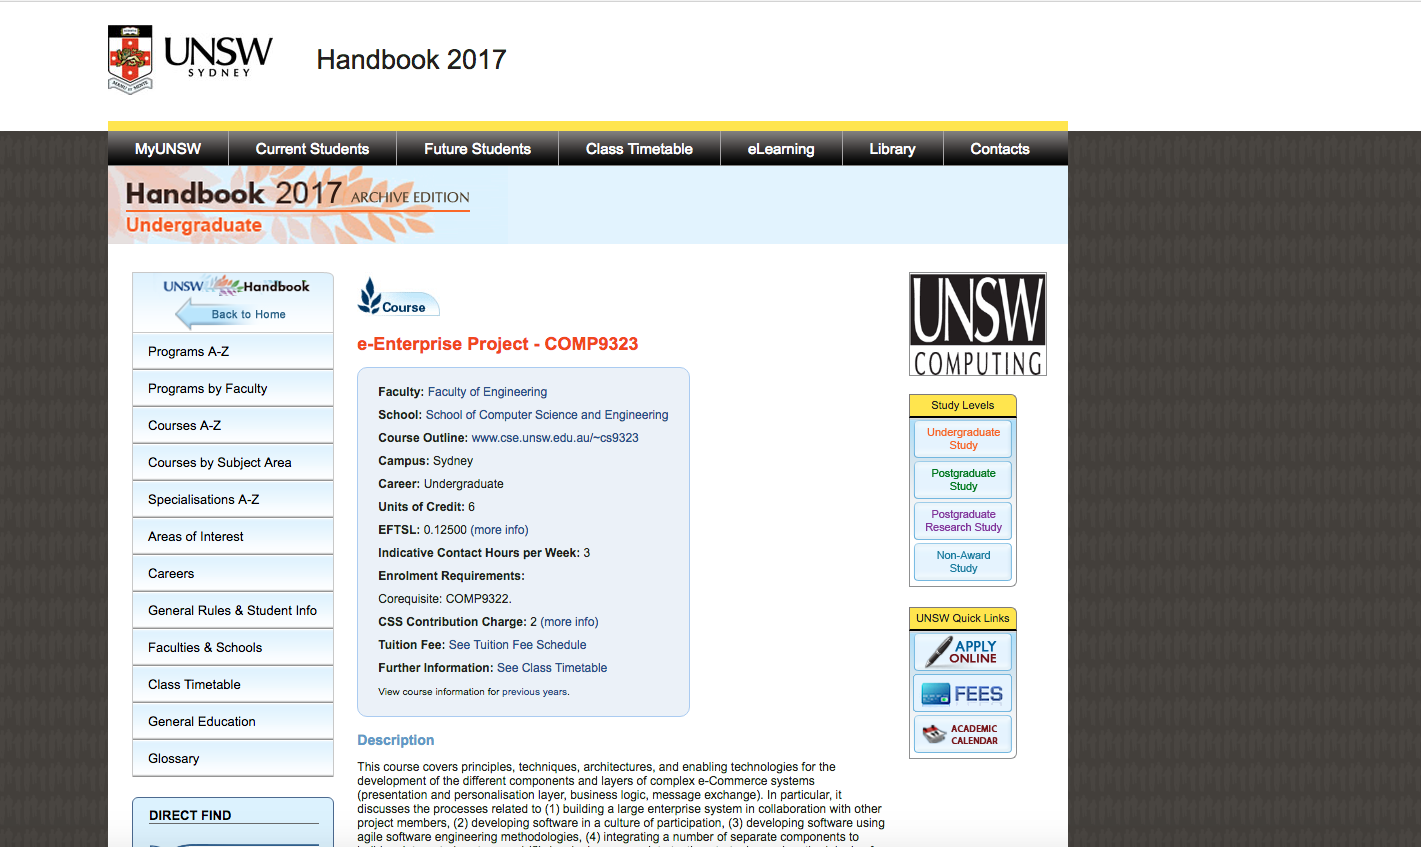 UNSW
SYDNEY
Handbook 2017
MyUNSW
Current Students
Future Students
Class Timetable
eLearning
Library
Contacts
Handbook 2017 ARCHIVE EDITION
Undergraduate
UNSW Handbook
Back to Home
Programs A-Z
Programs by Faculty
Courses A-Z
Courses by Subject Area
Specialisations A-Z
Areas of Interest
Careers
General Rules & Student Info
Faculties & Schools
Class Timetable
General Education
Glossary
DIRECT FIND
Course
e-Enterprise Project - COMP9323
Faculty: Faculty of Engineering
School: School of Computer Science and Engineering
Course Outline: www.cse.unsw.edu.au/~cs9323
Campus: Sydney
Career: Undergraduate
Units of Credit: 6
EFTSL: 0.12500 (more info)
Indicative Contact Hours per Week: 3
Enrolment Requirements:
Corequisite: COMP9322.
CSS Contribution Charge: 2 (more info)
Tuition Fee: See Tuition Fee Schedule
Further Information: See Class Timetable
View course information for previous years.
Description
This course covers principles, techniques, architectures, and enabling technologies for the
development of the different components and layers of complex e-Commerce systems
(presentation and personalisation layer, business logic, message exchange). In particular, it
discusses the processes related to (1) building a large enterprise system in collaboration with other
project members, (2) developing software in a culture of participation, (3) developing software using
agile software engineering methodologies, (4) integrating a number of separate components to
UNSW
COMPUTING
Study Levels
Undergraduate
Study
Postgraduate
Study
Postgraduate
Research Study
Non-Award
Study
UNSW Quick Links
APPLY
ONLINE
FEES
ACADEMIC
CALENDAR